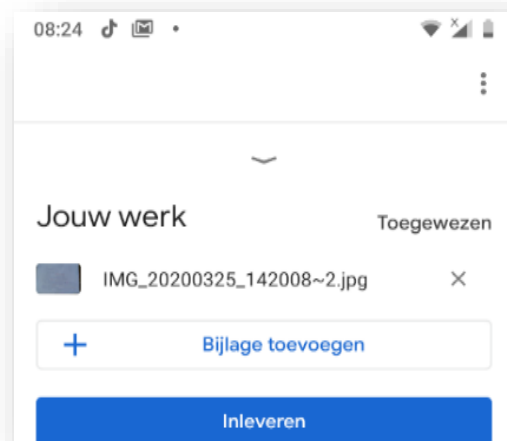 08:24
Jouw werk
Toegewezen
IMG_20200325_142008~2.jpg
Bijlage toevoegen
Inleveren